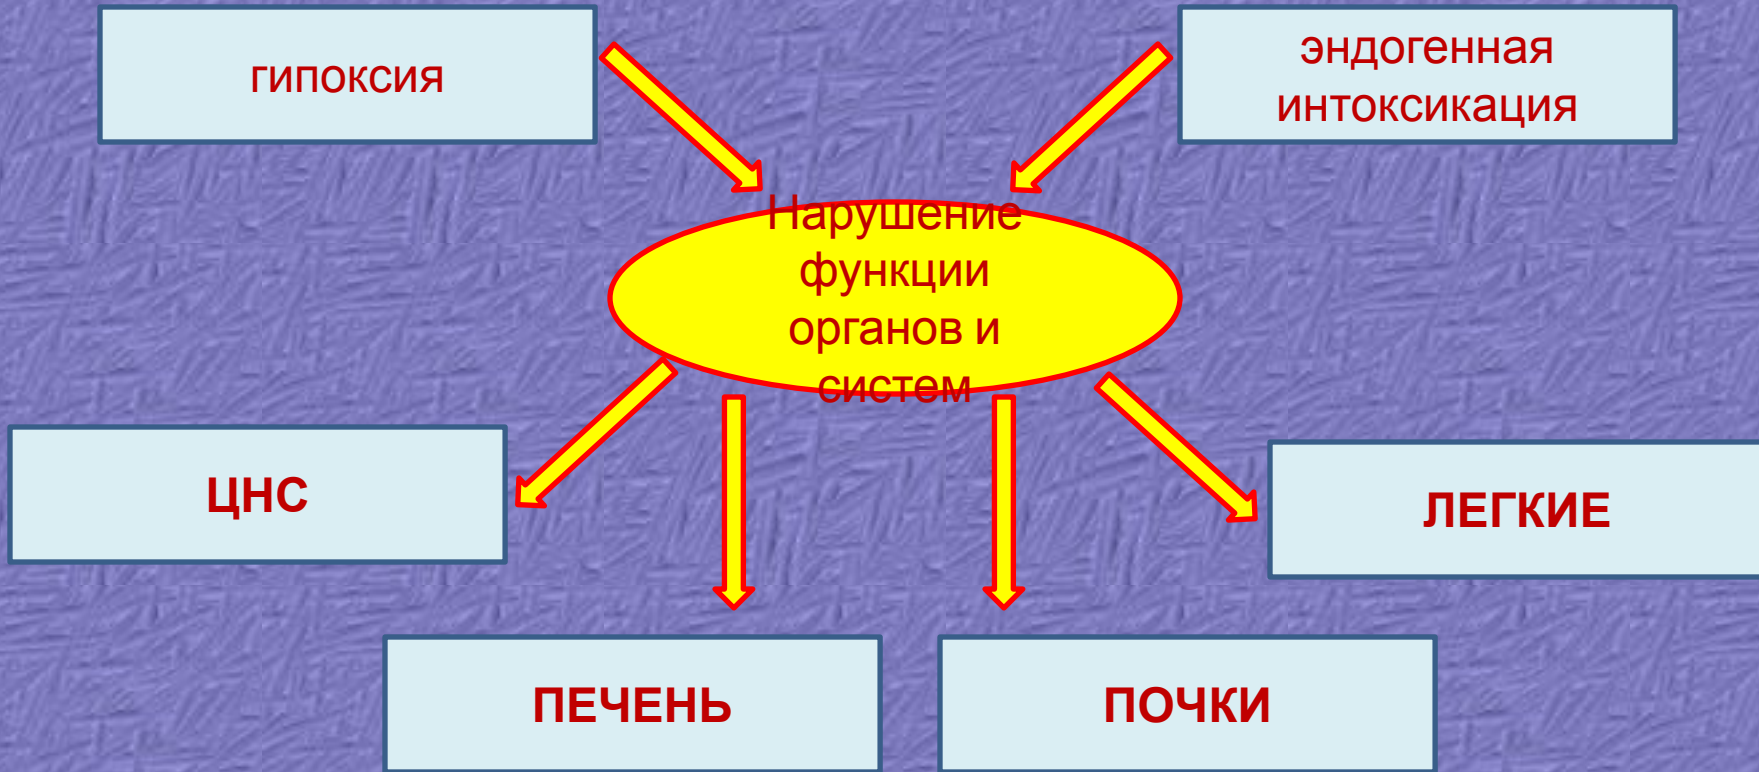 гипоксия
эндогенная
интоксикация
Нарушение
функции
органов и
систем
ЦНС
ЛЕГКИЕ
ПЕЧЕНЬ
ПОЧКИ